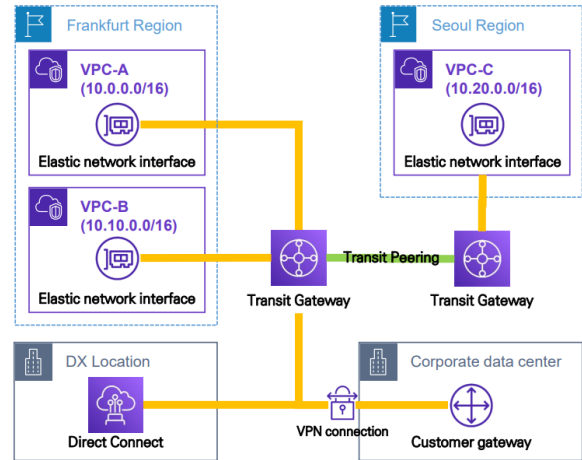 Frankfurt Region
VPC-A
(10.0.0.0/16)
Elastic network interface
VPC-B
(10.10.0.0/16)
Elastic network interface
Seoul Region
VPC-C
(10.20.0.0/16)
Elastic network interface
Transit Peering
Transit Gateway
Transit Gateway
DX Location
Direct Connect
VPN connection
Corporate data center
Customer gateway